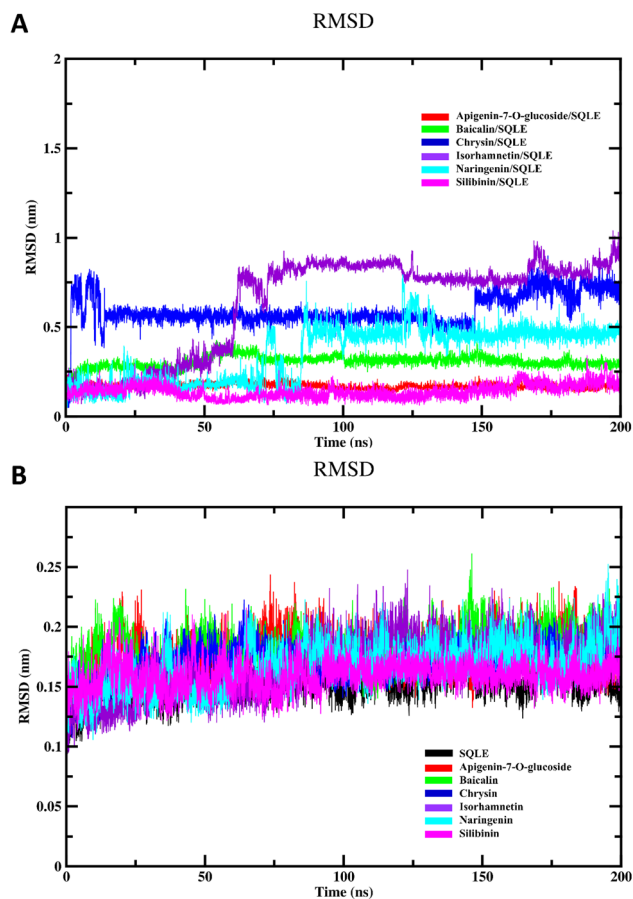 A
RMSD
2
1.5
1
0.5
0
RMSD (nm)
Apigenin-7-O-glucoside/SQLE
Baicalin/SQLE
Chrysin/SQLE
Isorhamnetin/SQLE
Naringenin/SQLE
Silibinin/SQLE
0 50 100 150 200
Time (ns)
B
RMSD
0.25
0.2
0.15
0.1
0.05
0
RMSD (nm)
SQLE
Apigenin-7-O-glucoside
Baicalin
Chrysin
Isorhamnetin
Naringenin
Silibinin
0 50 100 150 200
Time (ns)